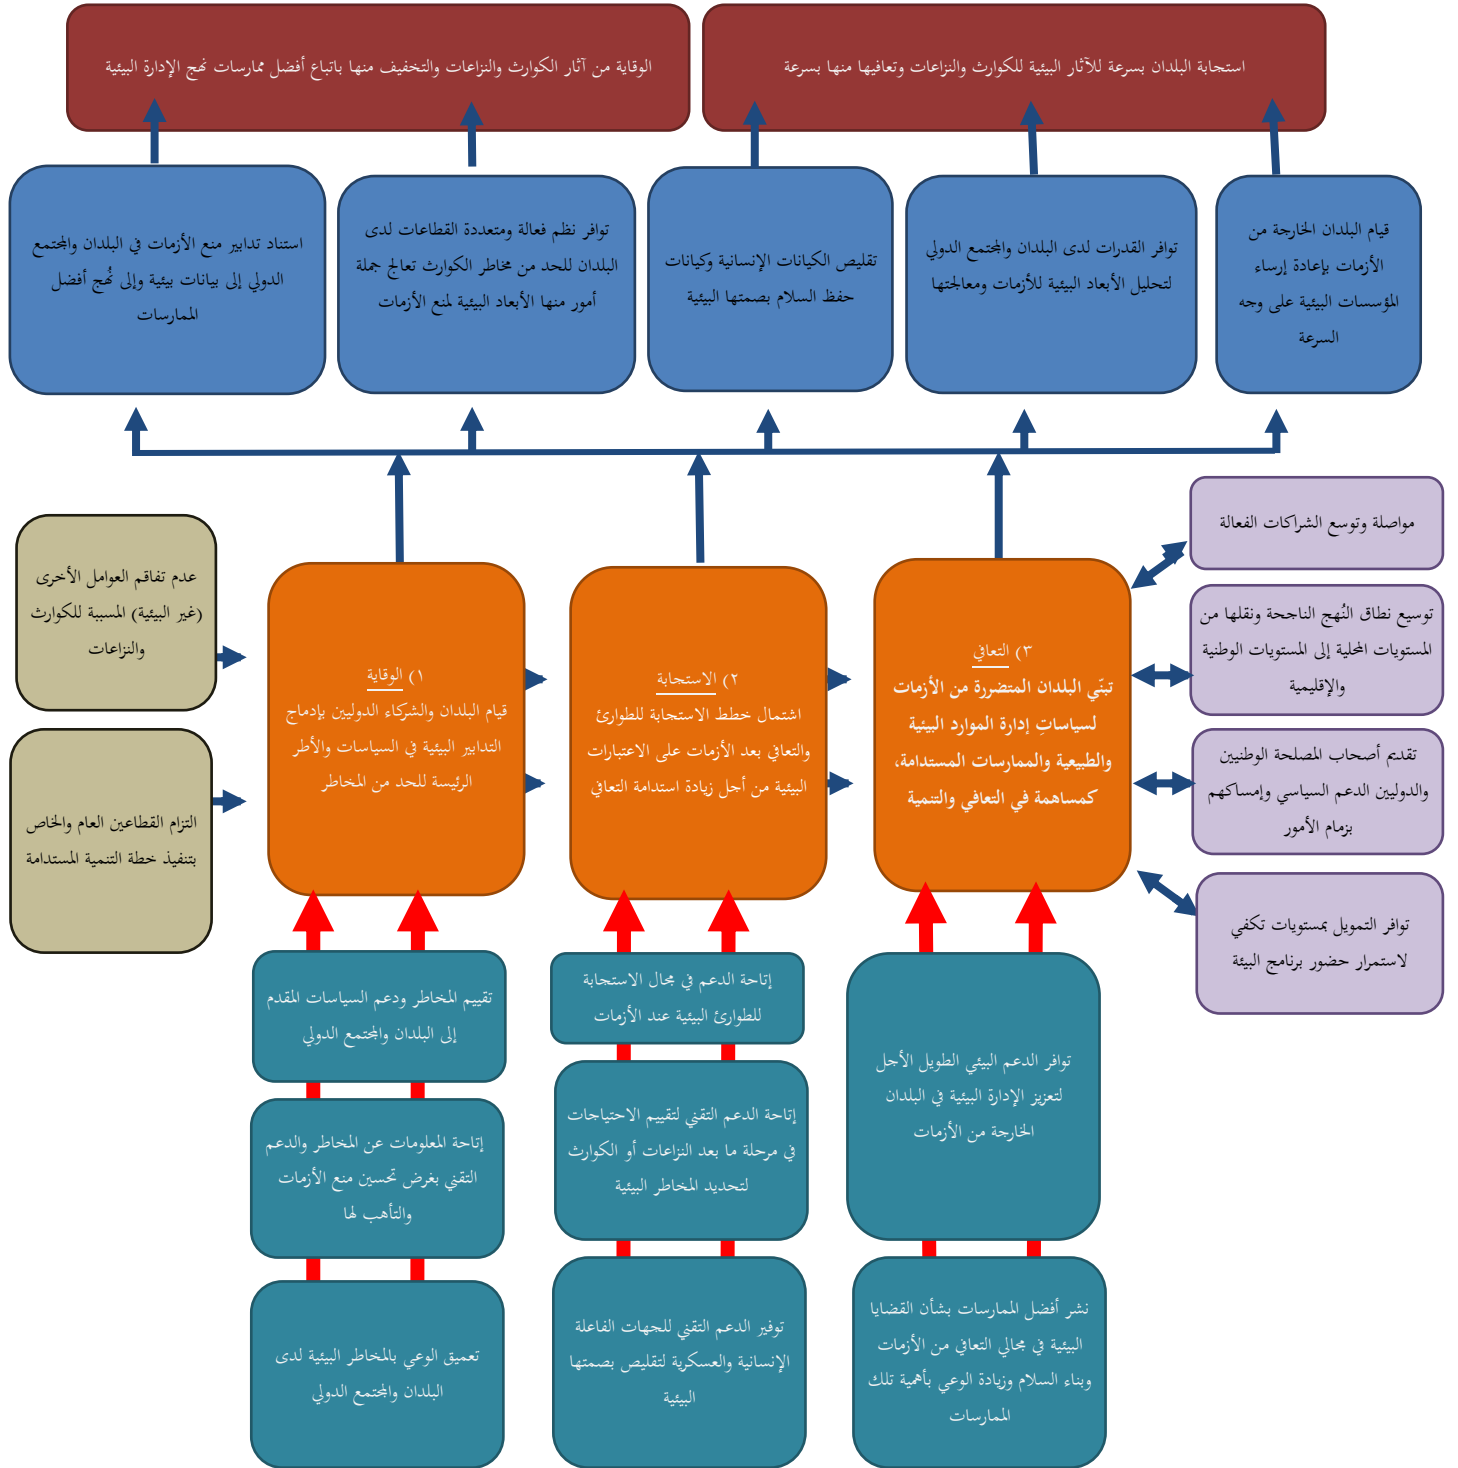 استجابة البلدان بسرعة للآثار البيئية للكوارث والنزاعات وتعافيها منها بسرعة
الوقاية من آثار الكوارث والنزاعات والتخفيف منها باتباع أفضل ممارسات نهج الإدارة البيئية
قيام البلدان الخارجة من
الأزمات بإعادة إرساء
المؤسسات البيئية على وجه
السرعة
توافر القدرات لدى البلدان والمجتمع الدولي
لتحليل الأبعاد البيئية للأزمات ومعالجتها
تقليص الكيانات الإنسانية وكيانات
حفظ السلام بصمتها البيئية
توافر نظم فعالة ومتعددة القطاعات لدى
البلدان للحد من مخاطر الكوارث تعالج جملة
أمور منها الأبعاد البيئية لمنع الأزمات
استناد تدابير منع الأزمات في البلدان والمجتمع
الدولي إلى بيانات بيئية وإلى نُهج أفضل
الممارسات
مواصلة وتوسع الشراكات الفعالة
توسيع نطاق النُهج الناجحة ونقلها من
المستويات المحلية إلى المستويات الوطنية
والإقليمية
تقديم أصحاب المصلحة الوطنيين
والدوليين الدعم السياسي وإمساكهم
بزمام الأمور
توافر التمويل بمستويات تكفي
لاستمرار حضور برنامج البيئة
٣) التعافي
تبنّي البلدان المتضررة من الأزمات
لسياساتِ إدارة الموارد البيئية
والطبيعية والممارسات المستدامة،
كمساهمة في التعافي والتنمية
٢) الاستجابة
اشتمال خطط الاستجابة للطوارئ
والتعافي بعد الأزمات على الاعتبارات
البيئية من أجل زيادة استدامة التعافي
١) الوقاية
قيام البلدان والشركاء الدوليين بإدماج
التدابير البيئية في السياسات والأطر
الرئيسة للحد من المخاطر
عدم تفاقم العوامل الأخرى
(غير البيئية) المسببة للكوارث
والنزاعات
التزام القطاعين العام والخاص
بتنفيذ خطة التنمية المستدامة
توافر الدعم البيئي الطويل الأجل
لتعزيز الإدارة البيئية في البلدان
الخارجة من الأزمات
نشر أفضل الممارسات بشأن القضايا
البيئية في مجالي التعافي من الأزمات
وبناء السلام وزيادة الوعي بأهمية تلك
الممارسات
إتاحة الدعم في مجال الاستجابة
للطوارئ البيئية عند الأزمات
إتاحة الدعم التقني لتقييم الاحتياجات
في مرحلة ما بعد النزاعات أو الكوارث
لتحديد المخاطر البيئية
توفير الدعم التقني للجهات الفاعلة
الإنسانية والعسكرية لتقليص بصمتها
البيئية
تقييم المخاطر ودعم السياسات المقدم
إلى البلدان والمجتمع الدولي
إتاحة المعلومات عن المخاطر والدعم
التقني بغرض تحسين منع الأزمات
والتأهب لها
تعميق الوعي بالمخاطر البيئية لدى
البلدان والمجتمع الدولي